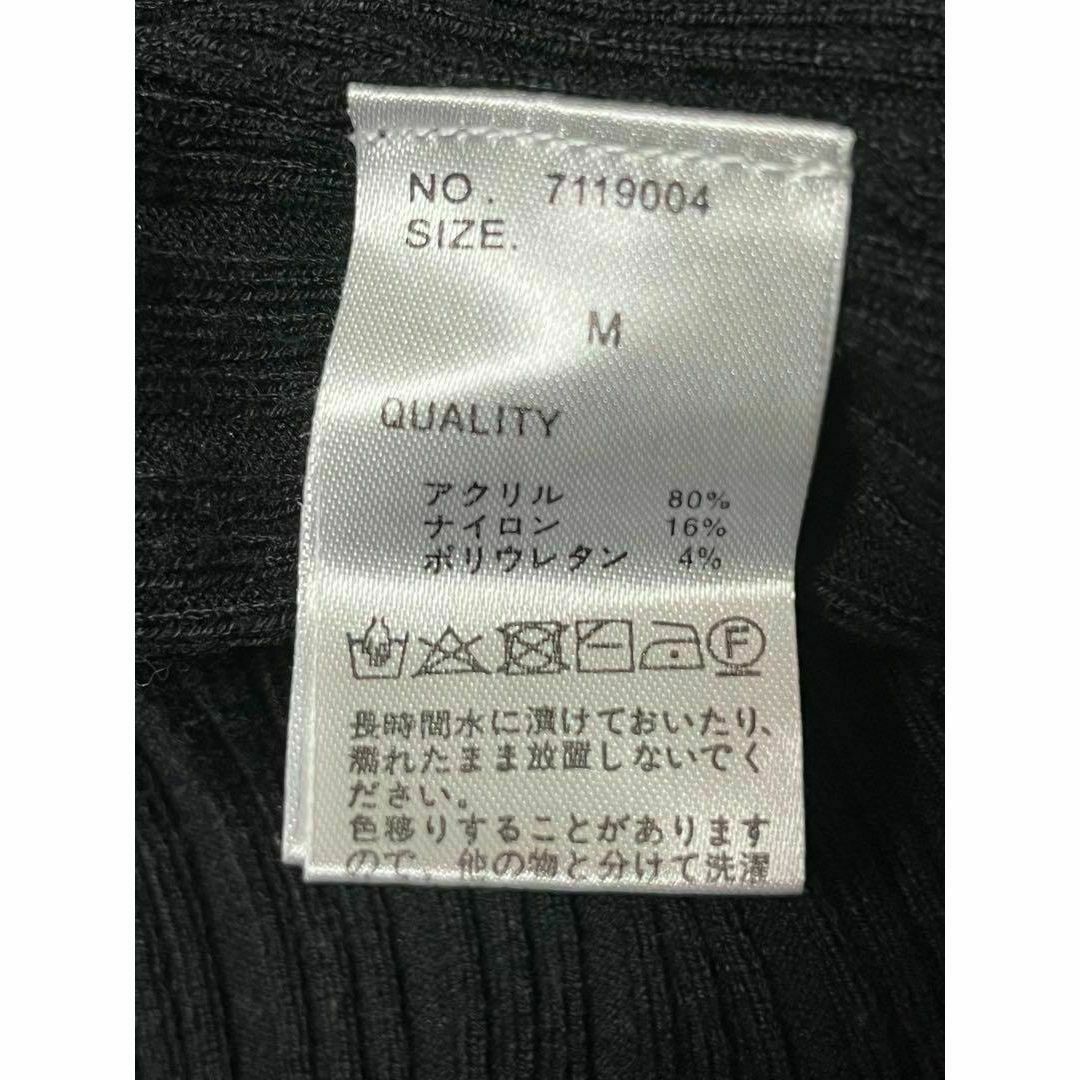 NO. 7119004
SIZE.
M
QUALITY
アクリル 80%
ナイロン 16%
ポリウレタン 4%
F
長時間水に漬けておいたり、
濡れたまま放置しないでく
ださい。
色移りすることがあります
ので、他の物と分けて洗濯